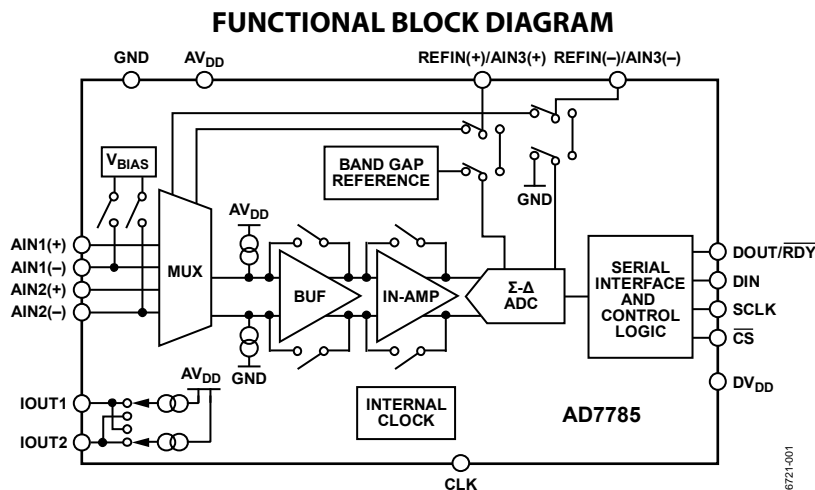 FUNCTIONAL BLOCK DIAGRAM
GND
AVDD
REFIN(+)/AIN3(+)
REFIN(–)/AIN3(–)
VBIAS
BAND GAP
REFERENCE
GND
AVDD
AIN1(+)
AIN1(–)
AIN2(+)
AIN2(–)
MUX
BUF
IN-AMP
Σ-Δ
ADC
SERIAL
INTERFACE
AND
CONTROL
LOGIC
DOUT/RDY
DIN
SCLK
CS
DVDD
GND
AVDD
IOUT1
IOUT2
INTERNAL
CLOCK
AD7785
CLK
6721-001